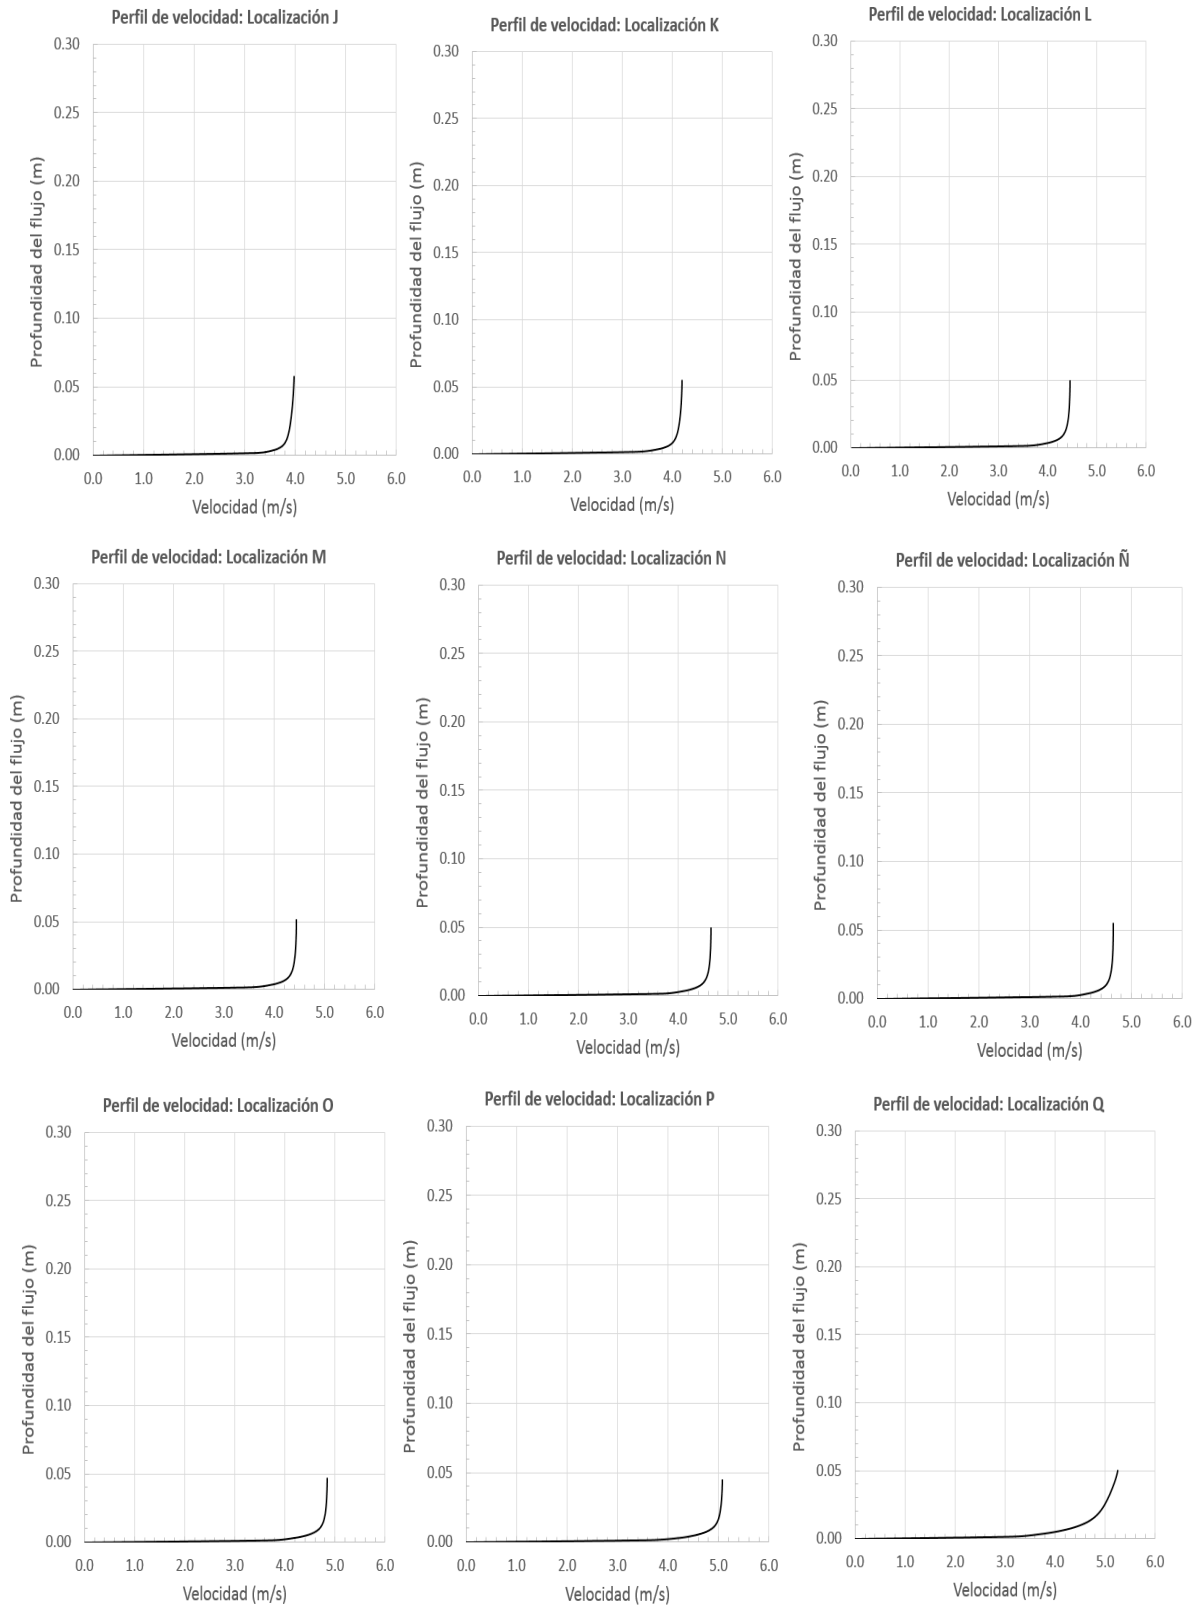 Perfil de velocidad: Localización J
0.30
0.25
0.20
0.15
0.10
0.05
0.00
0.0 1.0 2.0 3.0 4.0 5.0 6.0
Profundidad del flujo (m)
Velocidad (m/s)
Perfil de velocidad: Localización K
0.30
0.25
0.20
0.15
0.10
0.05
0.00
0.0 1.0 2.0 3.0 4.0 5.0 6.0
Profundidad del flujo (m)
Velocidad (m/s)
Perfil de velocidad: Localización L
0.30
0.25
0.20
0.15
0.10
0.05
0.00
0.0 1.0 2.0 3.0 4.0 5.0 6.0
Profundidad del flujo (m)
Velocidad (m/s)
Perfil de velocidad: Localización M
0.30
0.25
0.20
0.15
0.10
0.05
0.00
0.0 1.0 2.0 3.0 4.0 5.0 6.0
Profundidad del flujo (m)
Velocidad (m/s)
Perfil de velocidad: Localización N
0.30
0.25
0.20
0.15
0.10
0.05
0.00
0.0 1.0 2.0 3.0 4.0 5.0 6.0
Profundidad del flujo (m)
Velocidad (m/s)
Perfil de velocidad: Localización Ñ
0.30
0.25
0.20
0.15
0.10
0.05
0.00
0.0 1.0 2.0 3.0 4.0 5.0 6.0
Profundidad del flujo (m)
Velocidad (m/s)
Perfil de velocidad: Localización O
0.30
0.25
0.20
0.15
0.10
0.05
0.00
0.0 1.0 2.0 3.0 4.0 5.0 6.0
Profundidad del flujo (m)
Velocidad (m/s)
Perfil de velocidad: Localización P
0.30
0.25
0.20
0.15
0.10
0.05
0.00
0.0 1.0 2.0 3.0 4.0 5.0 6.0
Profundidad del flujo (m)
Velocidad (m/s)
Perfil de velocidad: Localización Q
0.30
0.25
0.20
0.15
0.10
0.05
0.00
0.0 1.0 2.0 3.0 4.0 5.0 6.0
Profundidad del flujo (m)
Velocidad (m/s)